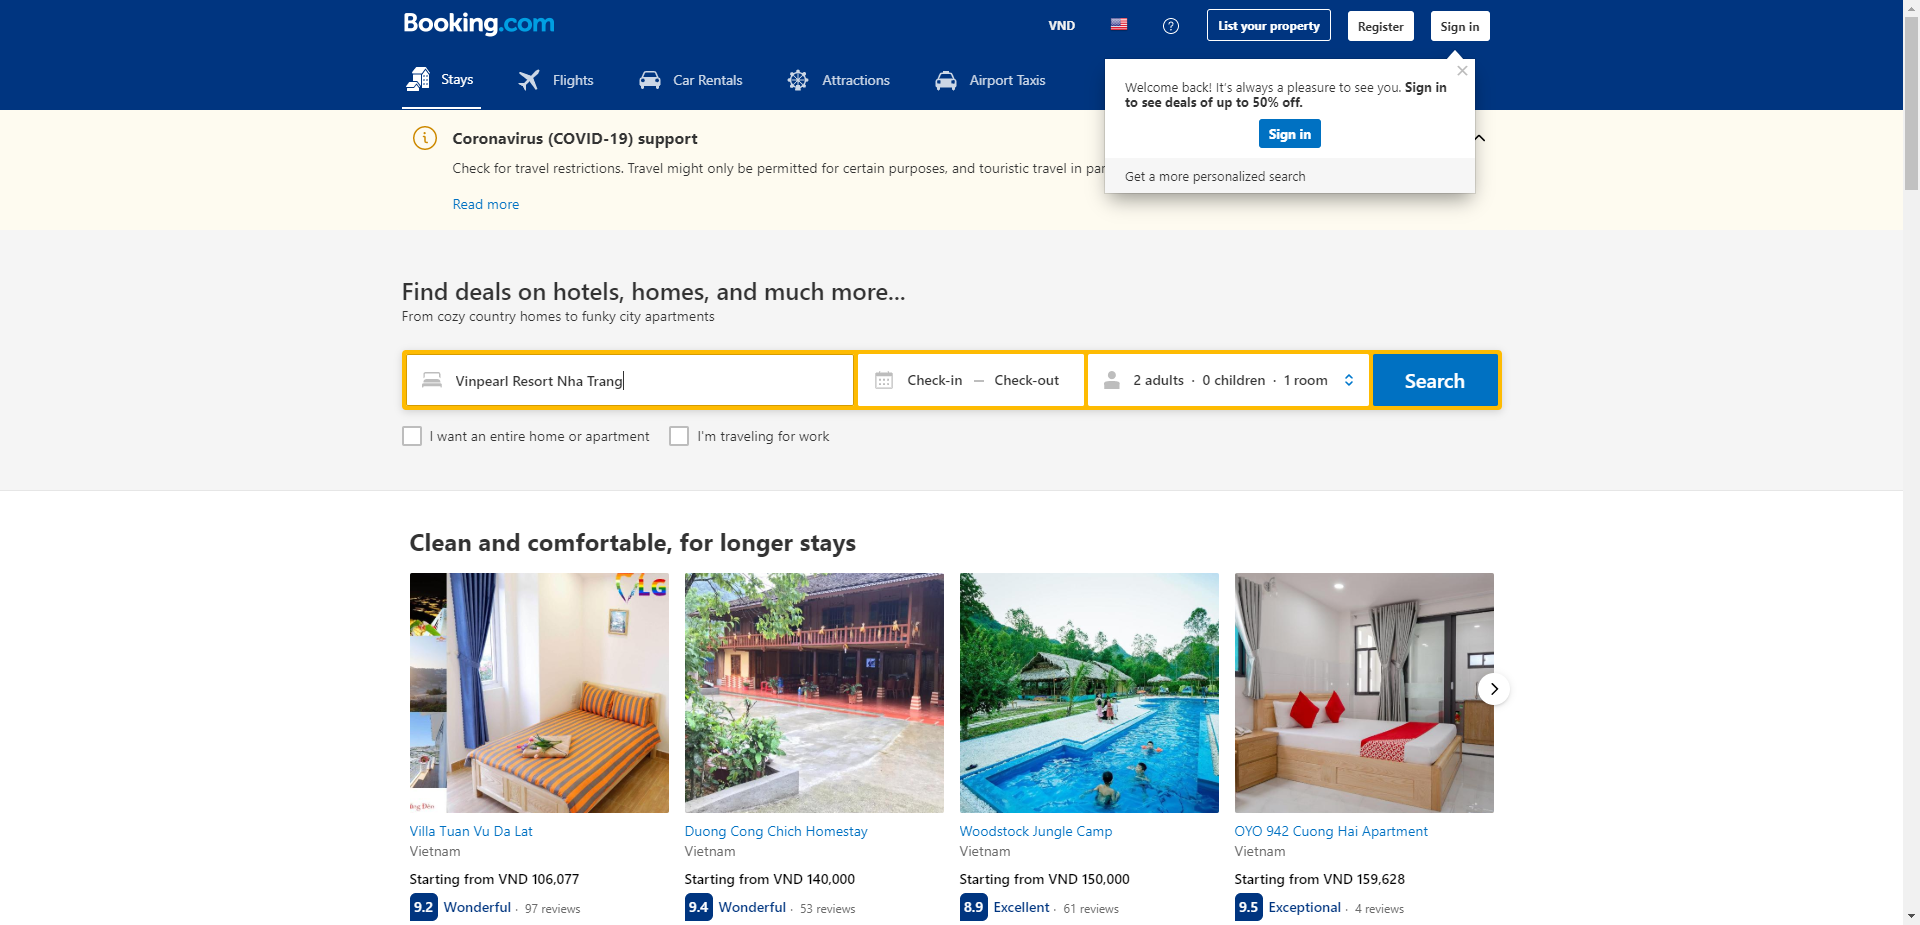 Booking.com
VND
List your property
Register
Sign in
Stays
Flights
Car Rentals
Attractions
Airport Taxis
Welcome back! It's always a pleasure to see you. Sign in
to see deals of up to 50% off.
Sign in
Get a more personalized search
Coronavirus (COVID-19) support
Check for travel restrictions. Travel might only be permitted for certain purposes, and touristic travel in
Read more
Find deals on hotels, homes, and much more...
From cozy country homes to funky city apartments
Vinpearl Resort Nha Trang
Check-in — Check-out
2 adults · 0 children · 1 room
Search
I want an entire home or apartment
I'm traveling for work
Clean and comfortable, for longer stays
LG
Villa Tuan Vu Da Lat
Vietnam
Starting from VND 106,077
9.2 Wonderful · 97 reviews
Duong Cong Chich Homestay
Vietnam
Starting from VND 140,000
9.4 Wonderful · 53 reviews
Woodstock Jungle Camp
Vietnam
Starting from VND 150,000
8.9 Excellent · 61 reviews
OYO 942 Cuong Hai Apartment
Vietnam
Starting from VND 159,628
9.5 Exceptional · 4 reviews